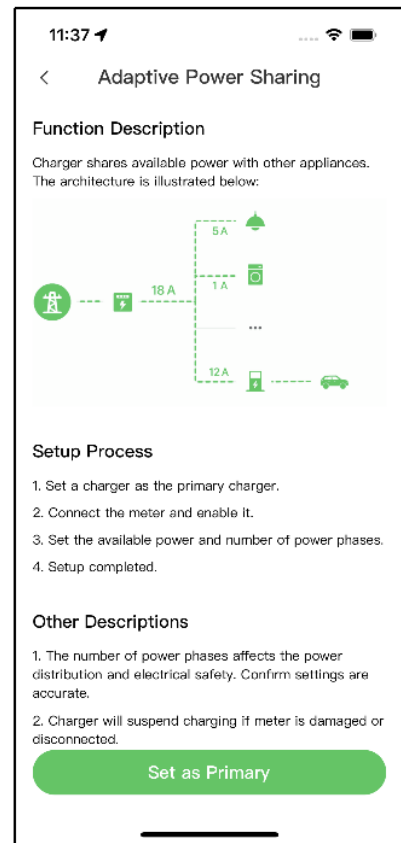 11:37
< Adaptive Power Sharing
Function Description
Charger shares available power with other appliances.
The architecture is illustrated below:
5 A
18 A
1 A
...
12 A
Setup Process
1. Set a charger as the primary charger.
2. Connect the meter and enable it.
3. Set the available power and number of power phases.
4. Setup completed.
Other Descriptions
1. The number of power phases affects the power
distribution and electrical safety. Confirm settings are
accurate.
2. Charger will suspend charging if meter is damaged or
disconnected.
Set as Primary